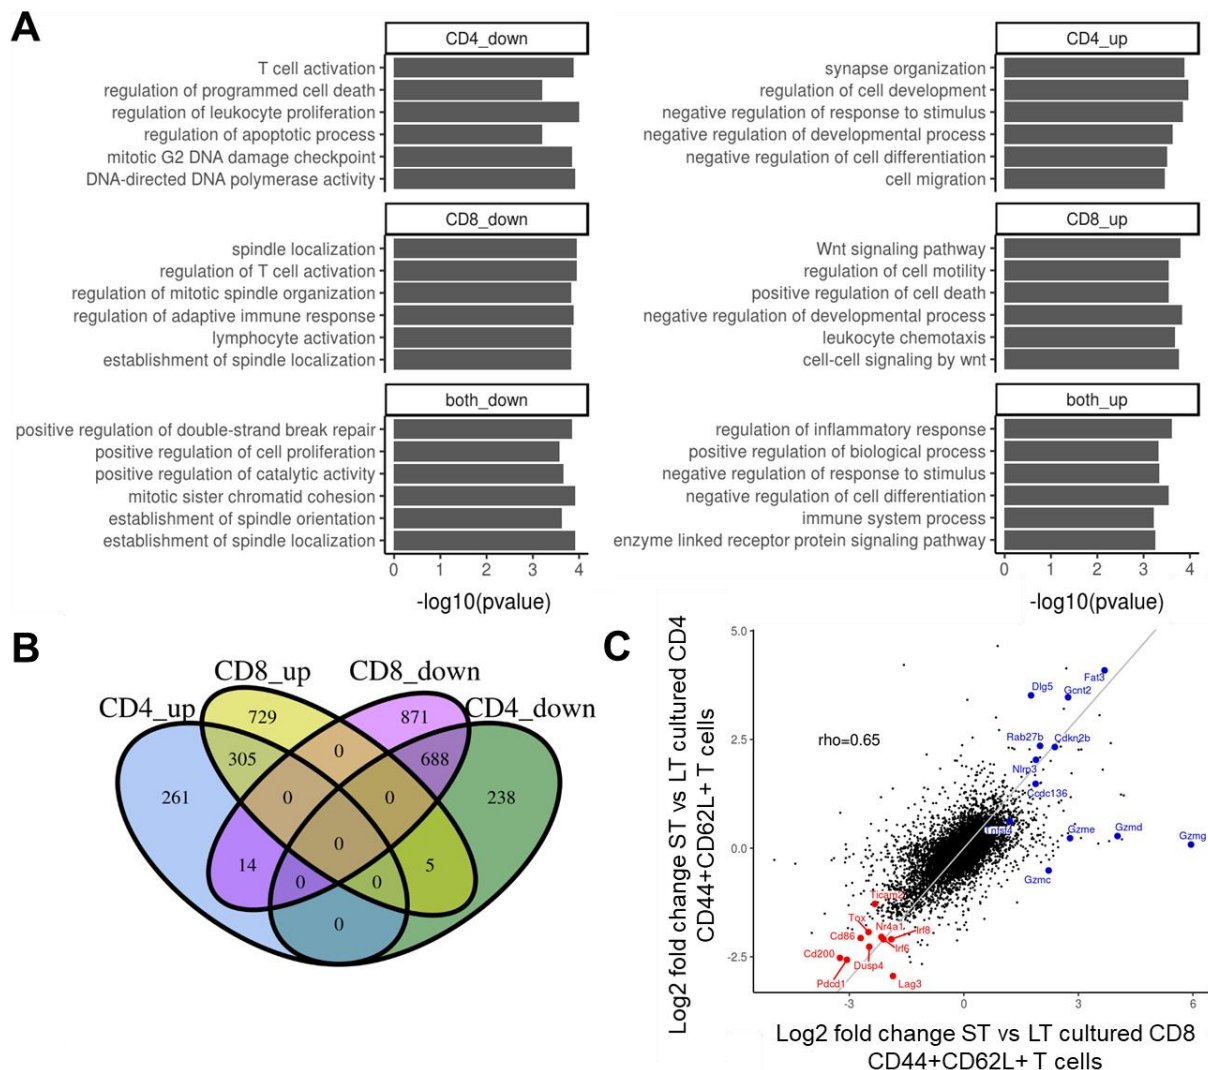 A
CD4_down
T cell activation
regulation of programmed cell death
regulation of leukocyte proliferation
regulation of apoptotic process
mitotic G2 DNA damage checkpoint
DNA-directed DNA polymerase activity
CD8_down
spindle localization
regulation of T cell activation
regulation of mitotic spindle organization
regulation of adaptive immune response
lymphocyte activation
establishment of spindle localization
both_down
positive regulation of double-strand break repair
positive regulation of cell proliferation
positive regulation of catalytic activity
mitotic sister chromatid cohesion
establishment of spindle orientation
establishment of spindle localization
0 1 2 3 4
-log10(pvalue)
CD4_up
synapse organization
regulation of cell development
negative regulation of response to stimulus
negative regulation of developmental process
negative regulation of cell differentiation
cell migration
CD8_up
Wnt signaling pathway
regulation of cell motility
positive regulation of cell death
negative regulation of developmental process
leukocyte chemotaxis
cell-cell signaling by wnt
both_up
regulation of inflammatory response
positive regulation of biological process
negative regulation of response to stimulus
negative regulation of cell differentiation
immune system process
enzyme linked receptor protein signaling pathway
0 1 2 3 4
-log10(pvalue)
B
CD4_up
CD8_up
CD8_down
CD4_down
729
871
0
305
688
261
0
0
238
0
14
5
0
0
0
C
Log2 fold change ST vs LT cultured CD4
CD44+CD62L+ T cells
5.0
2.5
0.0
-2.5
rho=0.65
Fat3
Dlg5
Gcnt2
Rab27b
Cdkn2b
Nlrp3
Ccdc136
Gzme
Gzmd
Gzmg
Gzmc
Ticam2
Tox
Nr4a1
Irf8
Cd86
Irf6
Cd200
Dusp4
Pdcd1
Lag3
-3 0 3 6
Log2 fold change ST vs LT cultured CD8
CD44+CD62L+ T cells